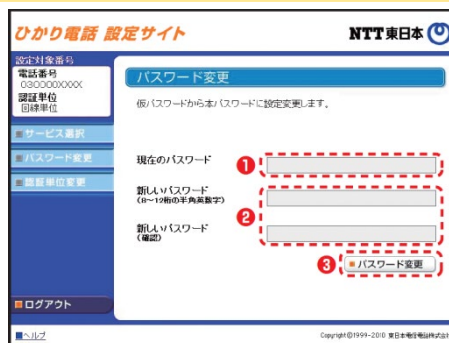 ひかり電話 設定サイト
NTT東日本
設定対象番号
電話番号
030000XXXX
認証単位
回線単位
サービス選択
パスワード変更
認証単位変更
ログアウト
ヘルプ
パスワード変更
仮パスワードから本パスワードに設定変更します。
現在のパスワード
1
新しいパスワード
(8〜12桁の半角英数字)
2
新しいパスワード
(確認)
3
パスワード変更
Copyright©1999-2010 東日本電信電話株式会社